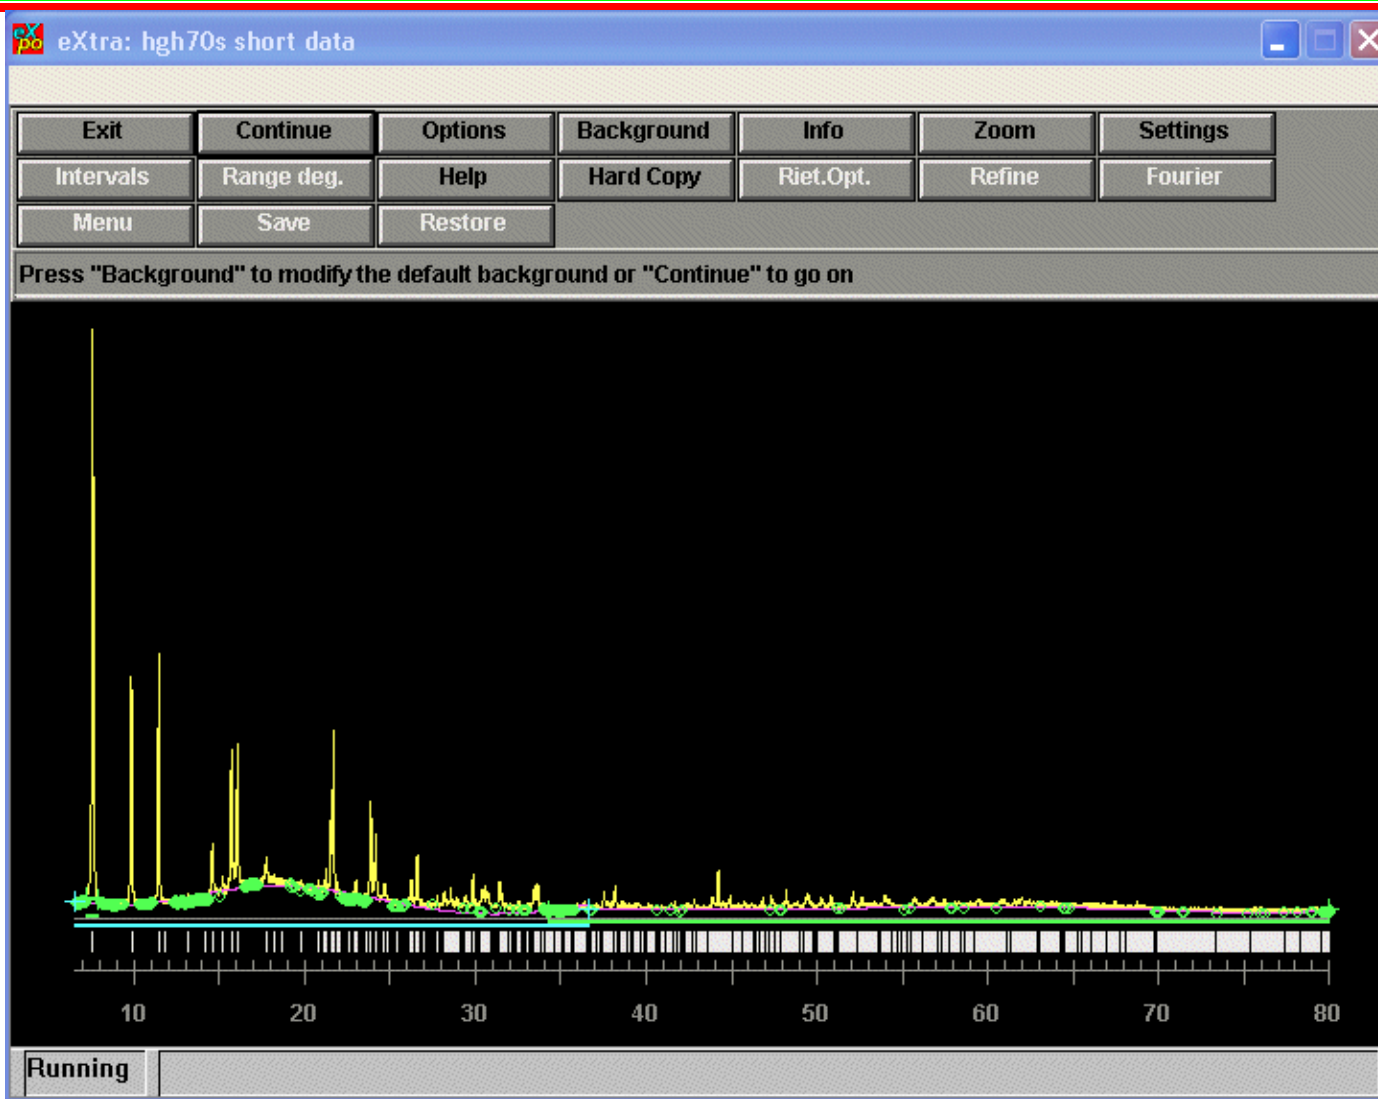 eXpo eXtra: hgh70s short data
Exit Continue Options Background Info Zoom Settings
Intervals Range deg. Help Hard Copy Riet.Opt. Refine Fourier
Menu Save Restore
Press "Background" to modify the default background or "Continue" to go on
10 20 30 40 50 60 70 80
Running